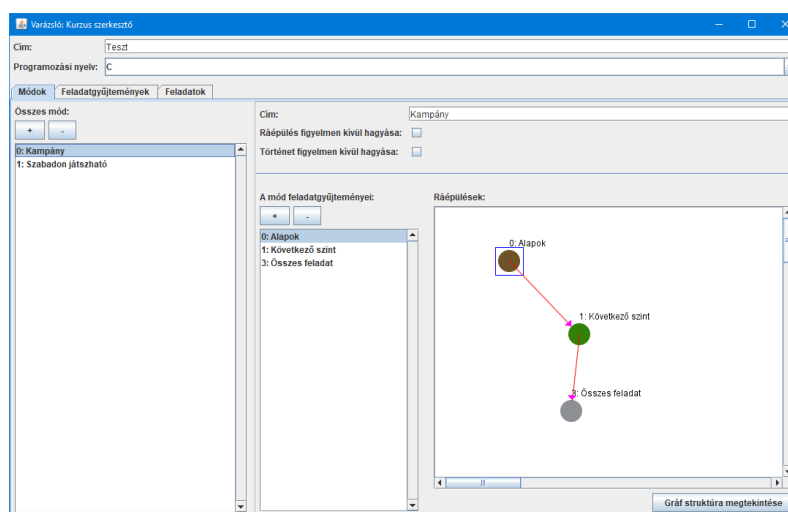 Varázsló: Kurzus szerkesztő
Cím: Teszt
Programozási nyelv: C
Módok Feladatgyűjtemények Feladatok
Összes mód:
+ -
0: Kampány
1: Szabadon játszható
Cím: Kampány
Ráépülés figyelmen kívül hagyása:
Történet figyelmen kívül hagyása:
A mód feladatgyűjteményei:
+ -
0: Alapok
1: Következő szint
3: Összes feladat
Ráépülések:
0: Alapok
1: Következő szint
3: Összes feladat
Gráf struktúra megtekintése